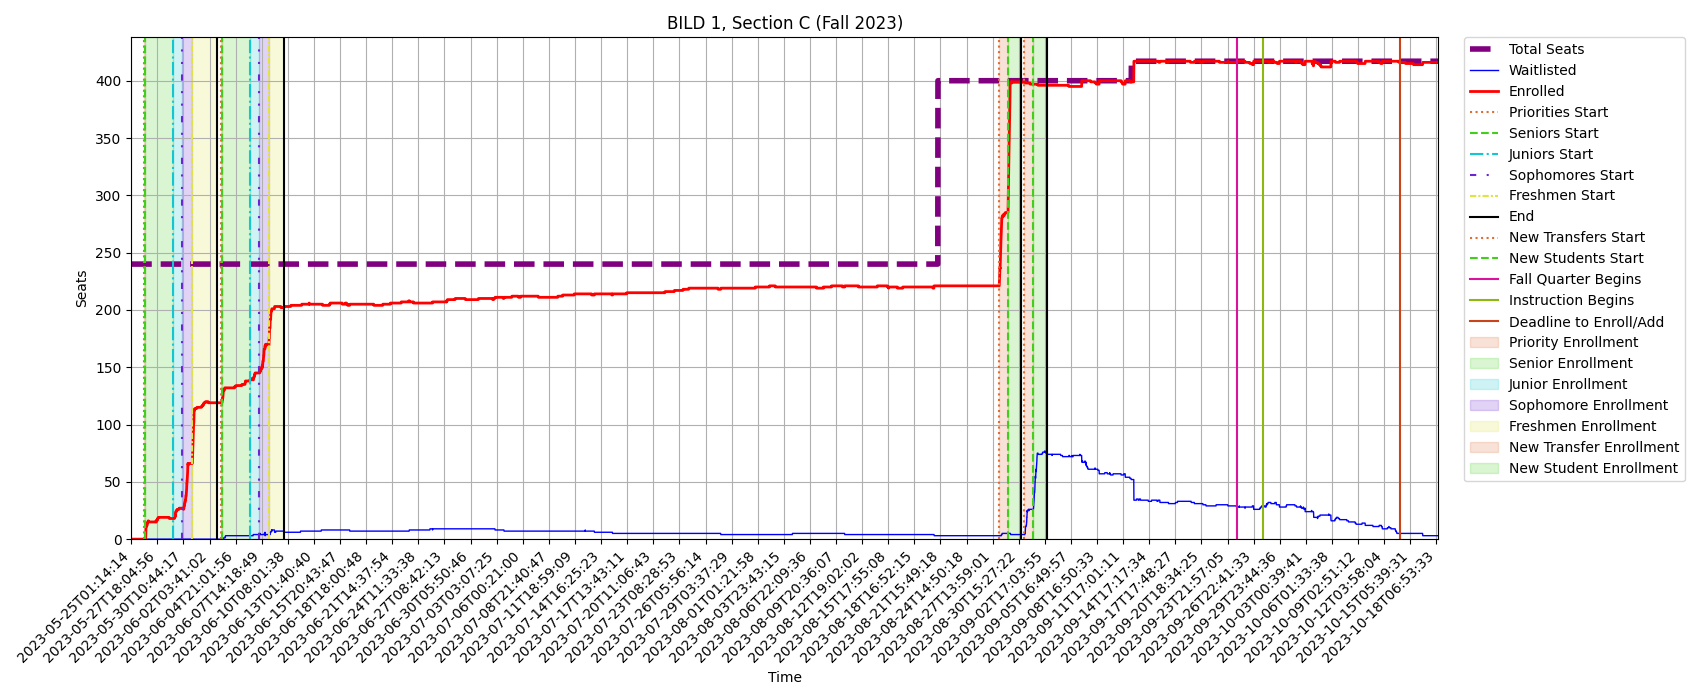 BILD 1, Section C (Fall 2023)
Seats
400
350
300
250
200
150
100
50
0
2023-05-25T01:14:14
2023-05-27T18:04:56
2023-05-30T10:44:17
2023-06-02T03:41:02
2023-06-04T21:01:56
2023-06-07T14:18:49
2023-06-10T08:01:38
2023-06-13T01:40:40
2023-06-15T20:43:47
2023-06-18T18:00:48
2023-06-21T14:37:54
2023-06-24T11:33:38
2023-06-27T08:42:13
2023-06-30T05:50:46
2023-07-03T03:07:25
2023-07-06T00:21:00
2023-07-08T21:40:47
2023-07-11T18:59:09
2023-07-14T16:25:23
2023-07-17T13:43:11
2023-07-20T11:06:43
2023-07-23T08:28:53
2023-07-26T05:56:14
2023-07-29T03:37:29
2023-08-01T01:21:58
2023-08-03T23:43:15
2023-08-06T22:09:36
2023-08-09T20:36:07
2023-08-12T19:02:02
2023-08-15T17:55:08
2023-08-18T16:52:15
2023-08-21T15:49:18
2023-08-24T14:50:18
2023-08-27T13:59:01
2023-08-30T15:27:22
2023-09-02T17:03:55
2023-09-05T16:49:57
2023-09-08T16:50:33
2023-09-11T17:01:11
2023-09-14T17:17:34
2023-09-17T17:48:27
2023-09-20T18:34:25
2023-09-23T21:57:05
2023-09-26T22:41:33
2023-09-29T23:44:36
2023-10-03T00:39:41
2023-10-06T01:33:38
2023-10-09T02:51:12
2023-10-12T03:58:04
2023-10-15T05:39:31
2023-10-18T06:53:33
Time
Total Seats
Waitlisted
Enrolled
Priorities Start
Seniors Start
Juniors Start
Sophomores Start
Freshmen Start
End
New Transfers Start
New Students Start
Fall Quarter Begins
Instruction Begins
Deadline to Enroll/Add
Priority Enrollment
Senior Enrollment
Junior Enrollment
Sophomore Enrollment
Freshmen Enrollment
New Transfer Enrollment
New Student Enrollment